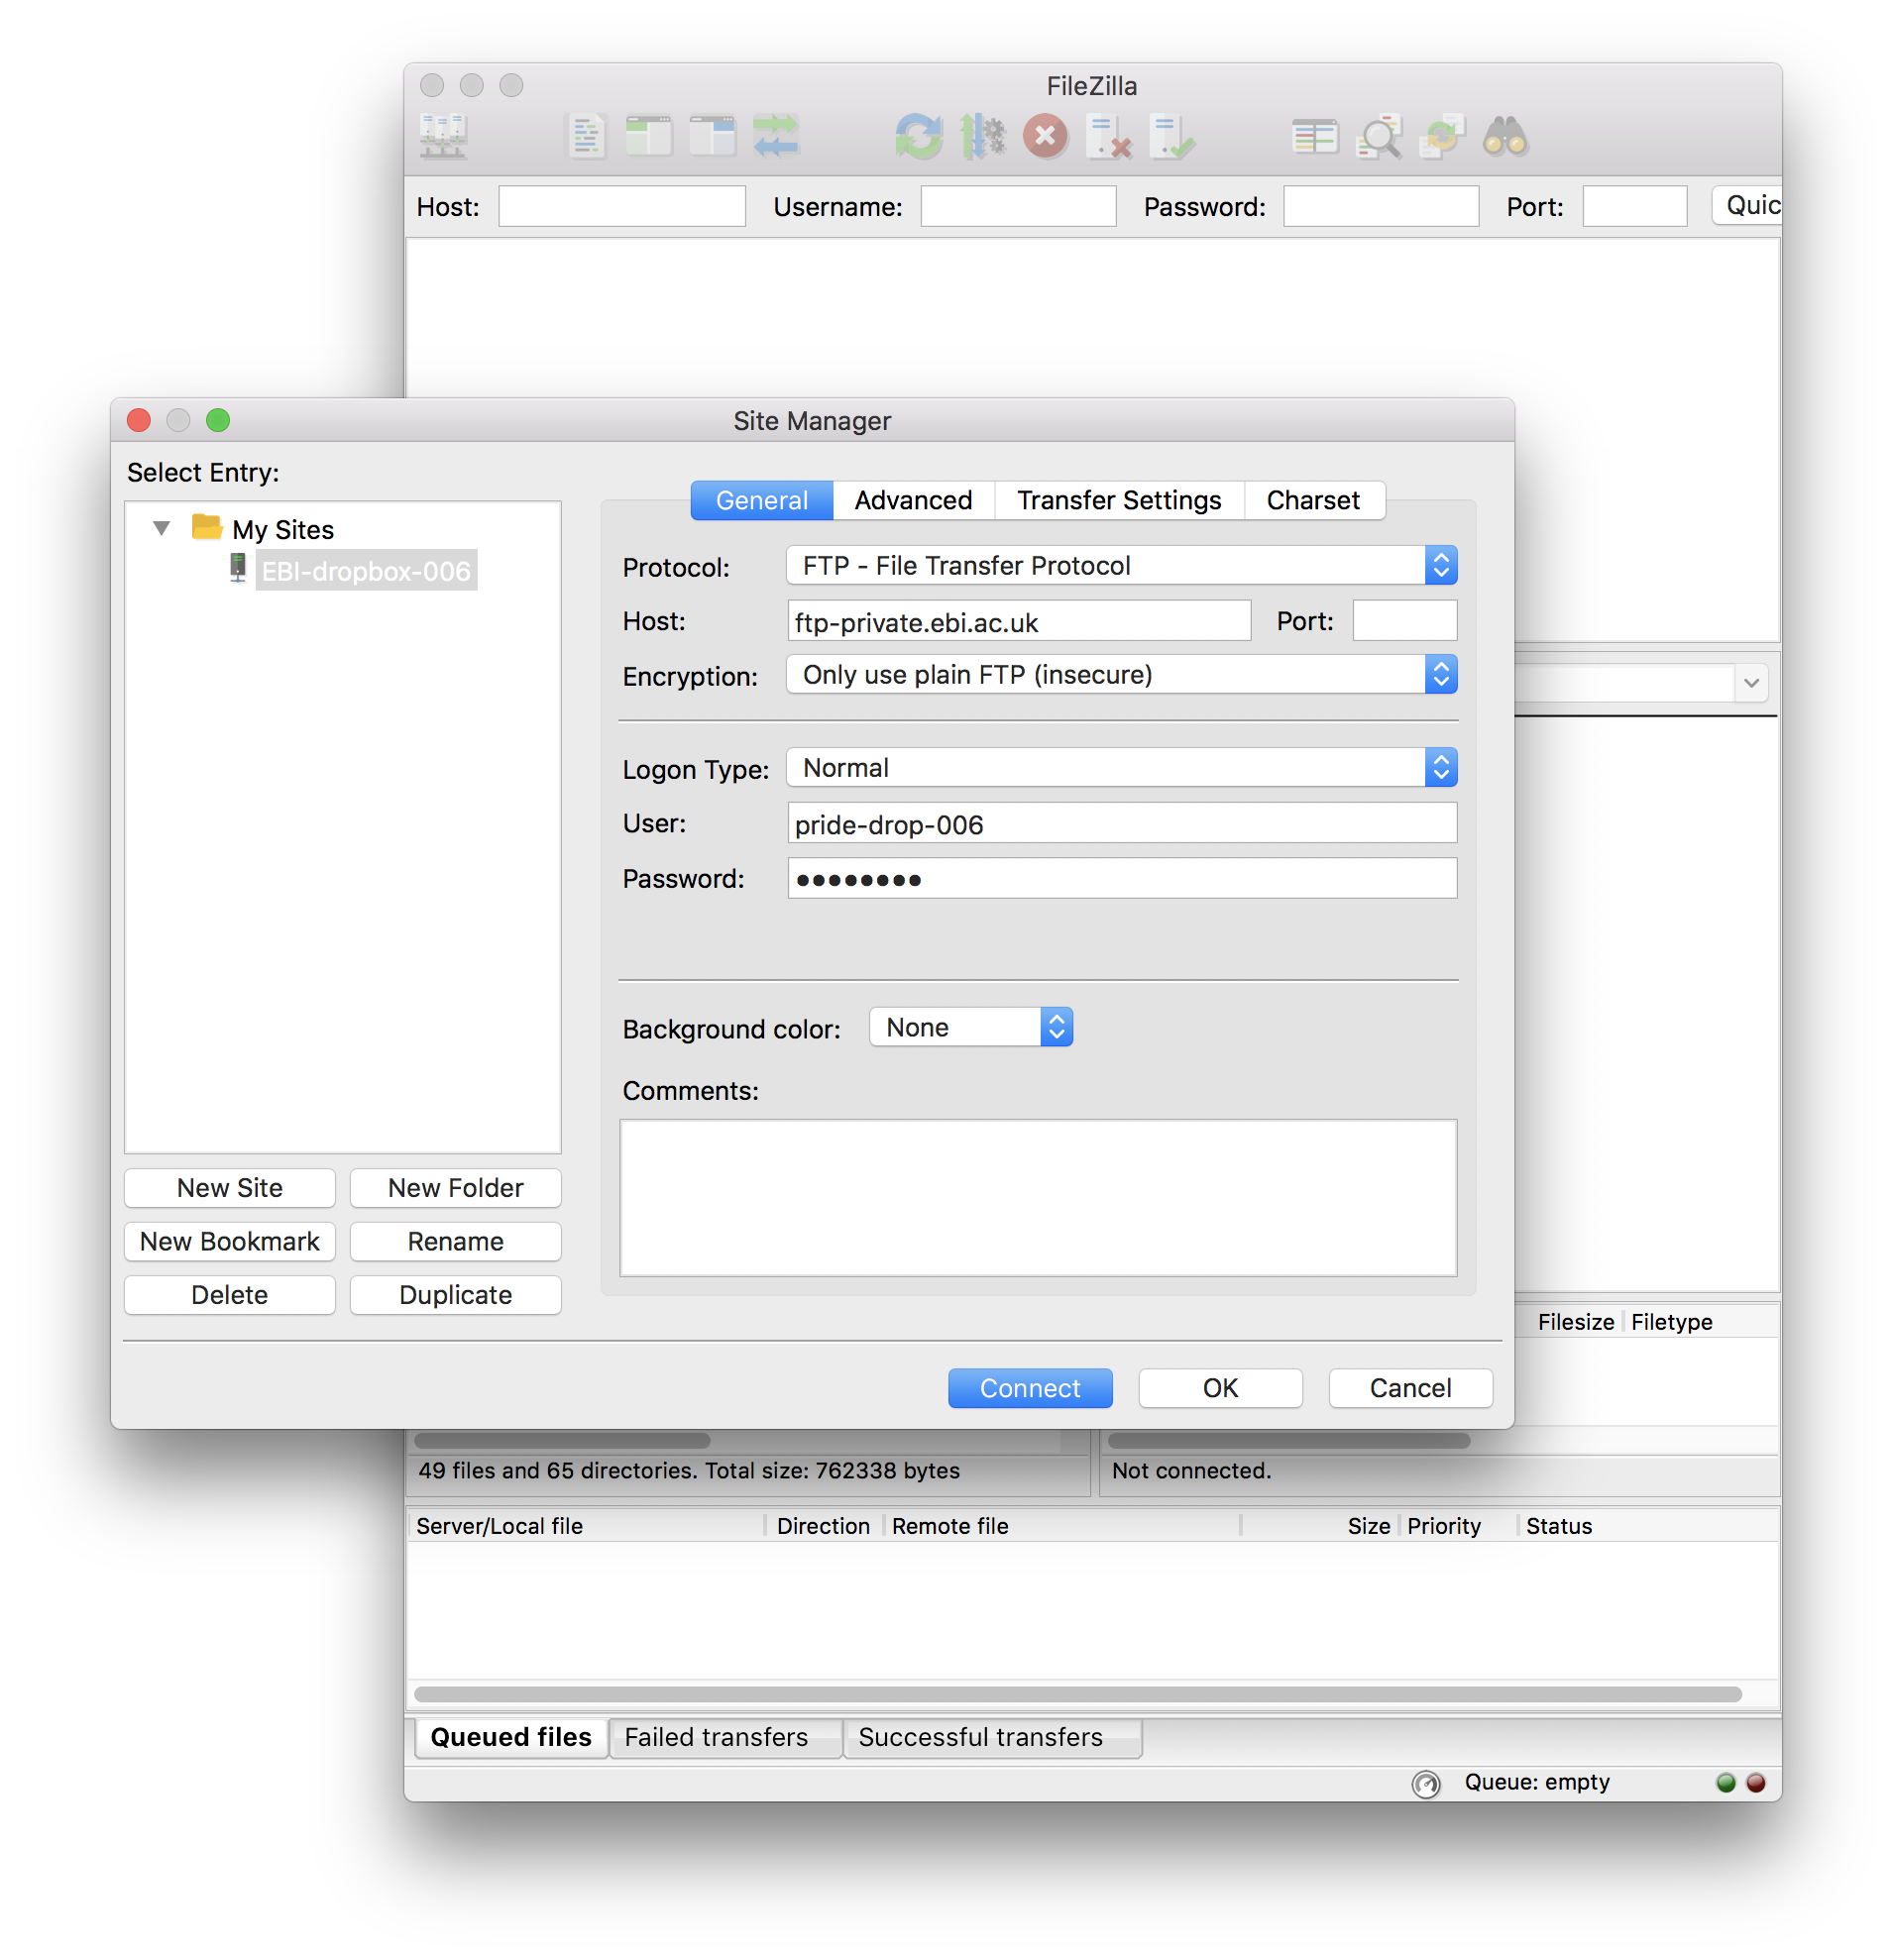 FileZilla
Host: Username: Password: Port: Quic
Site Manager
Select Entry:
My Sites
EBI-dropbox-006
General Advanced Transfer Settings Charset
Protocol: FTP - File Transfer Protocol
Host: ftp-private.ebi.ac.uk Port:
Encryption: Only use plain FTP (insecure)
Logon Type: Normal
User: pride-drop-006
Password: ••••••••
Background color: None
Comments:
New Site New Folder
New Bookmark Rename
Delete Duplicate
Filesize Filetype
Connect OK Cancel
49 files and 65 directories. Total size: 762338 bytes Not connected.
Server/Local file Direction Remote file Size Priority Status
Queued files Failed transfers Successful transfers
Queue: empty